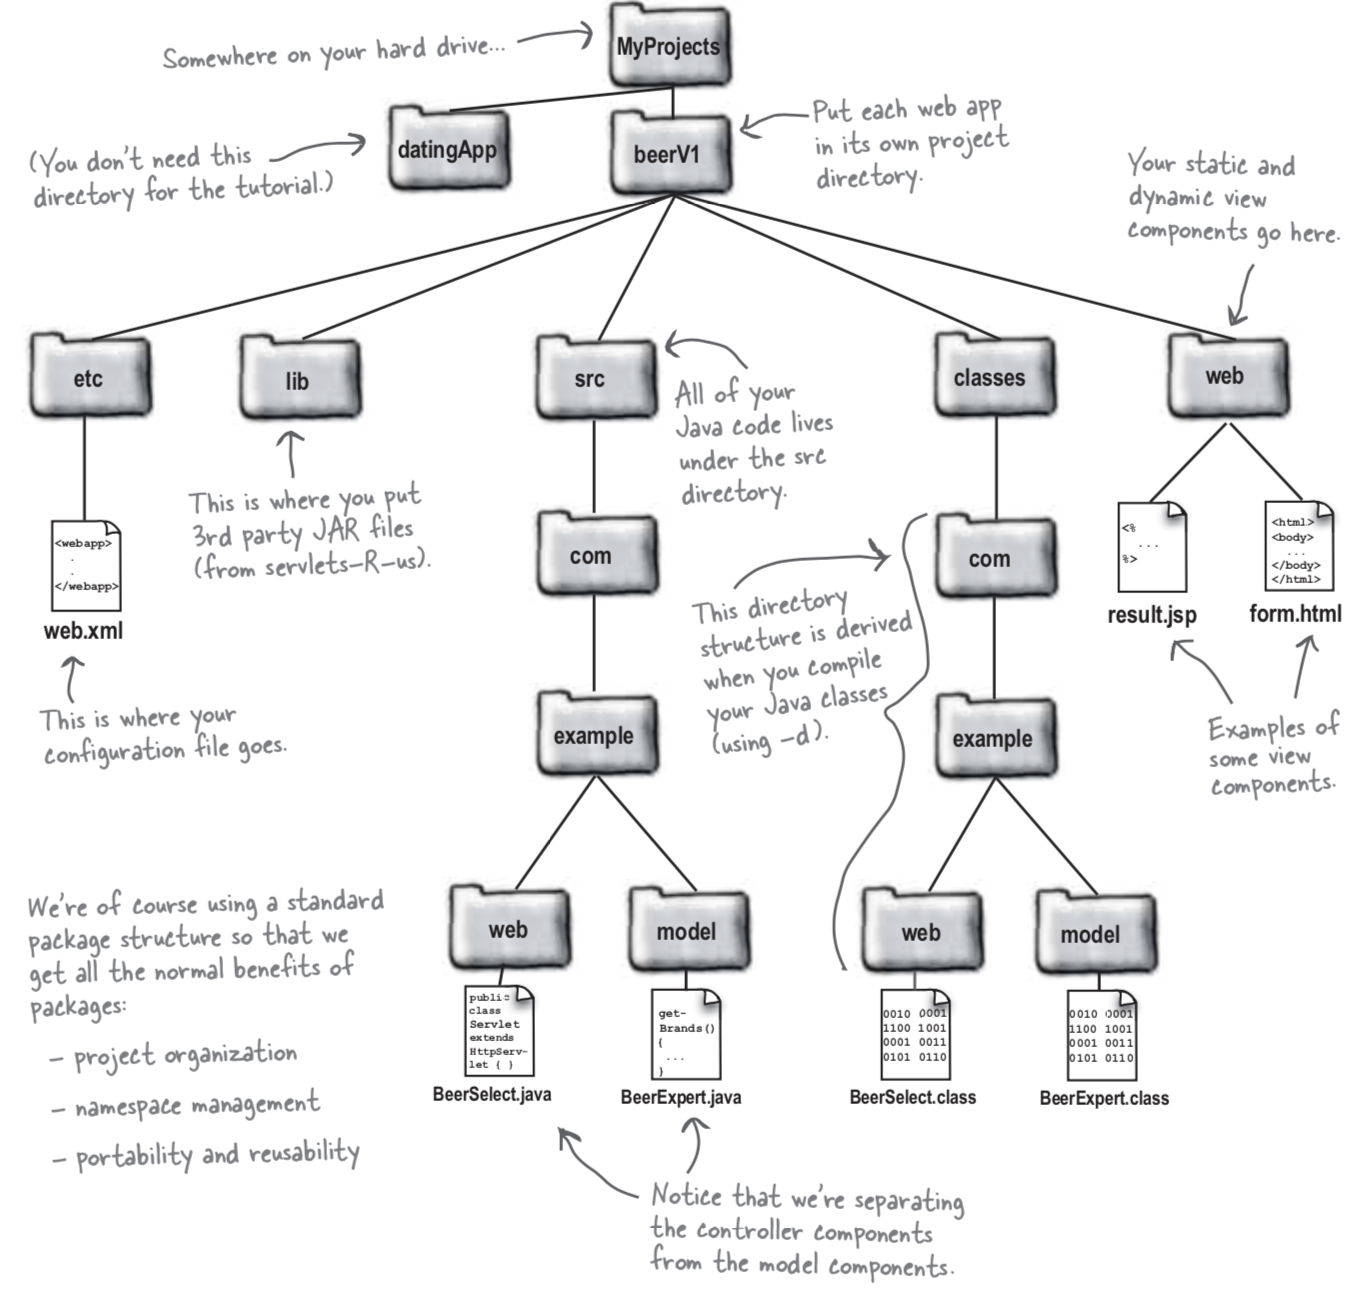 Somewhere on your hard drive...
MyProjects
datingApp
beerV1
Put each web app
in its own project
directory.
(You don't need this
directory for the tutorial.)
Your static and
dynamic view
components go here.
etc
lib
src
classes
web
All of your
Java code lives
under the src
directory.
This is where you put
3rd party JAR files
(from servlets-R-us).
<webapp>
.
.
</webapp>
web.xml
This is where your
configuration file goes.
com
com
This directory
structure is derived
when you compile
your Java classes
(using -d).
<%
...
%>
result.jsp
<html>
<body>
...
</body>
</html>
form.html
Examples of
some view
components.
example
example
We're of course using a standard
package structure so that we
get all the normal benefits of
packages:
- project organization
- namespace management
- portability and reusability
web
model
web
model
public
class
Servlet
extends
HttpServ-
let { }
BeerSelect.java
get-
Brands()
{
...
}
BeerExpert.java
0010 0001
1100 1001
0001 0011
0101 0110
BeerSelect.class
0010 0001
1100 1001
0001 0011
0101 0110
BeerExpert.class
Notice that we're separating
the controller components
from the model components.